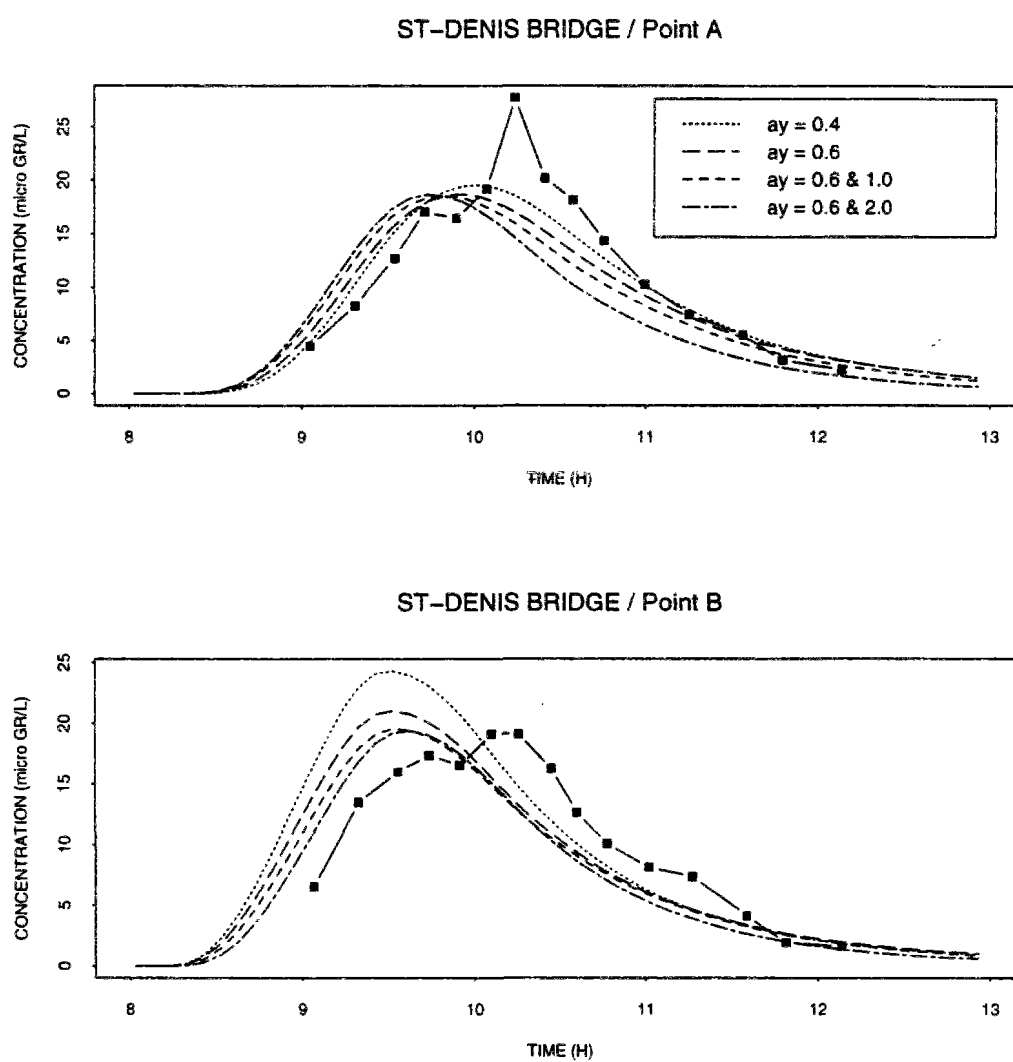 ST-DENIS BRIDGE / Point A
CONCENTRATION (micro GR/L)
25
20
15
10
5
0
ay = 0.4
ay = 0.6
ay = 0.6 & 1.0
ay = 0.6 & 2.0
8 9 10 11 12 13
TIME (H)
ST-DENIS BRIDGE / Point B
CONCENTRATION (micro GR/L)
25
20
15
10
5
0
8 9 10 11 12 13
TIME (H)